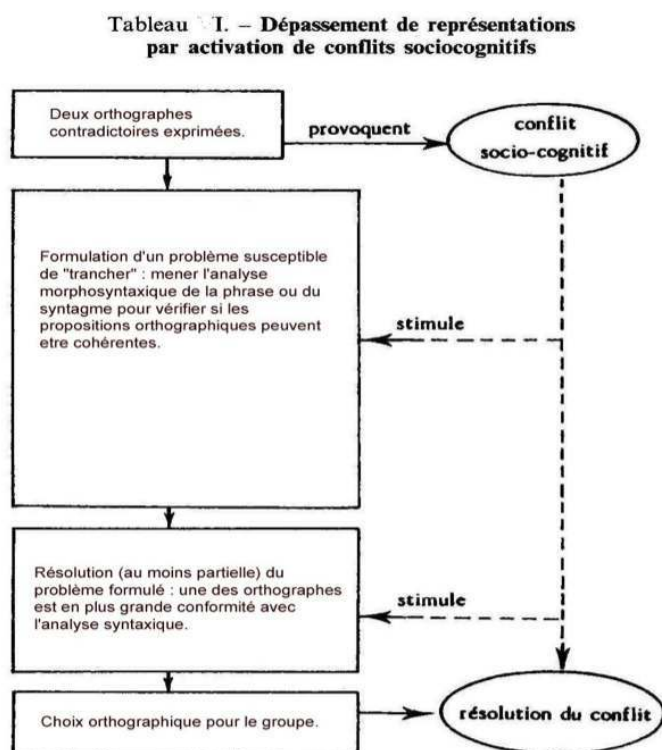 Tableau I. – Dépassement de représentations
par activation de conflits sociocognitifs
Deux orthographes
contradictoires exprimées.
provoquent
conflit
socio-cognitif
Formulation d'un problème susceptible
de "trancher" : mener l'analyse
morphosyntaxique de la phrase ou du
syntagme pour vérifier si les
propositions orthographiques peuvent
etre cohérentes.
stimule
Résolution (au moins partielle) du
problème formulé : une des orthographes
est en plus grande conformité avec
l'analyse syntaxique.
stimule
Choix orthographique pour le groupe.
résolution du conflit